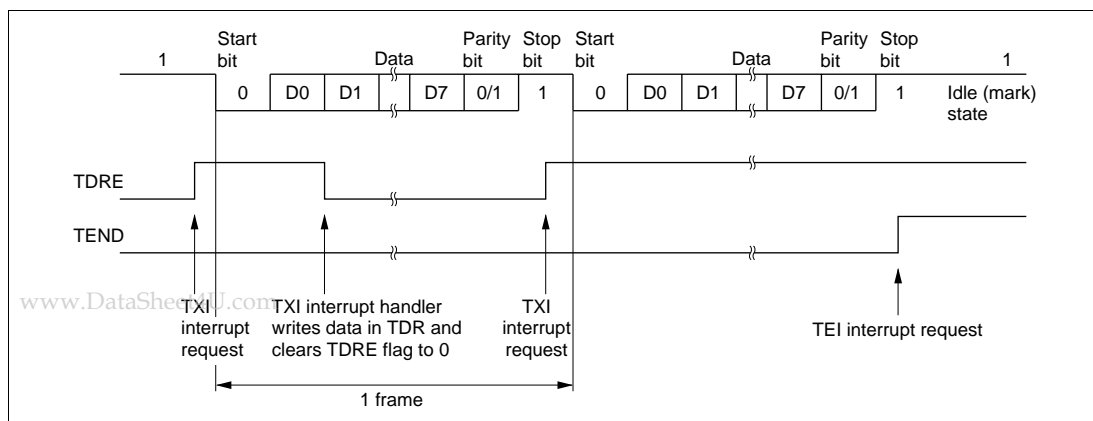 Start bit
Data
Parity bit
Stop bit
Start bit
Data
Parity bit
Stop bit
1
1
0 D0 D1 D7 0/1 1 0 D0 D1 D7 0/1 1
Idle (mark) state
TDRE
TEND
www.DataSheet4U.com
TXI
interrupt
request
TXI interrupt handler
writes data in TDR and
clears TDRE flag to 0
TXI
interrupt
request
TEI interrupt request
1 frame